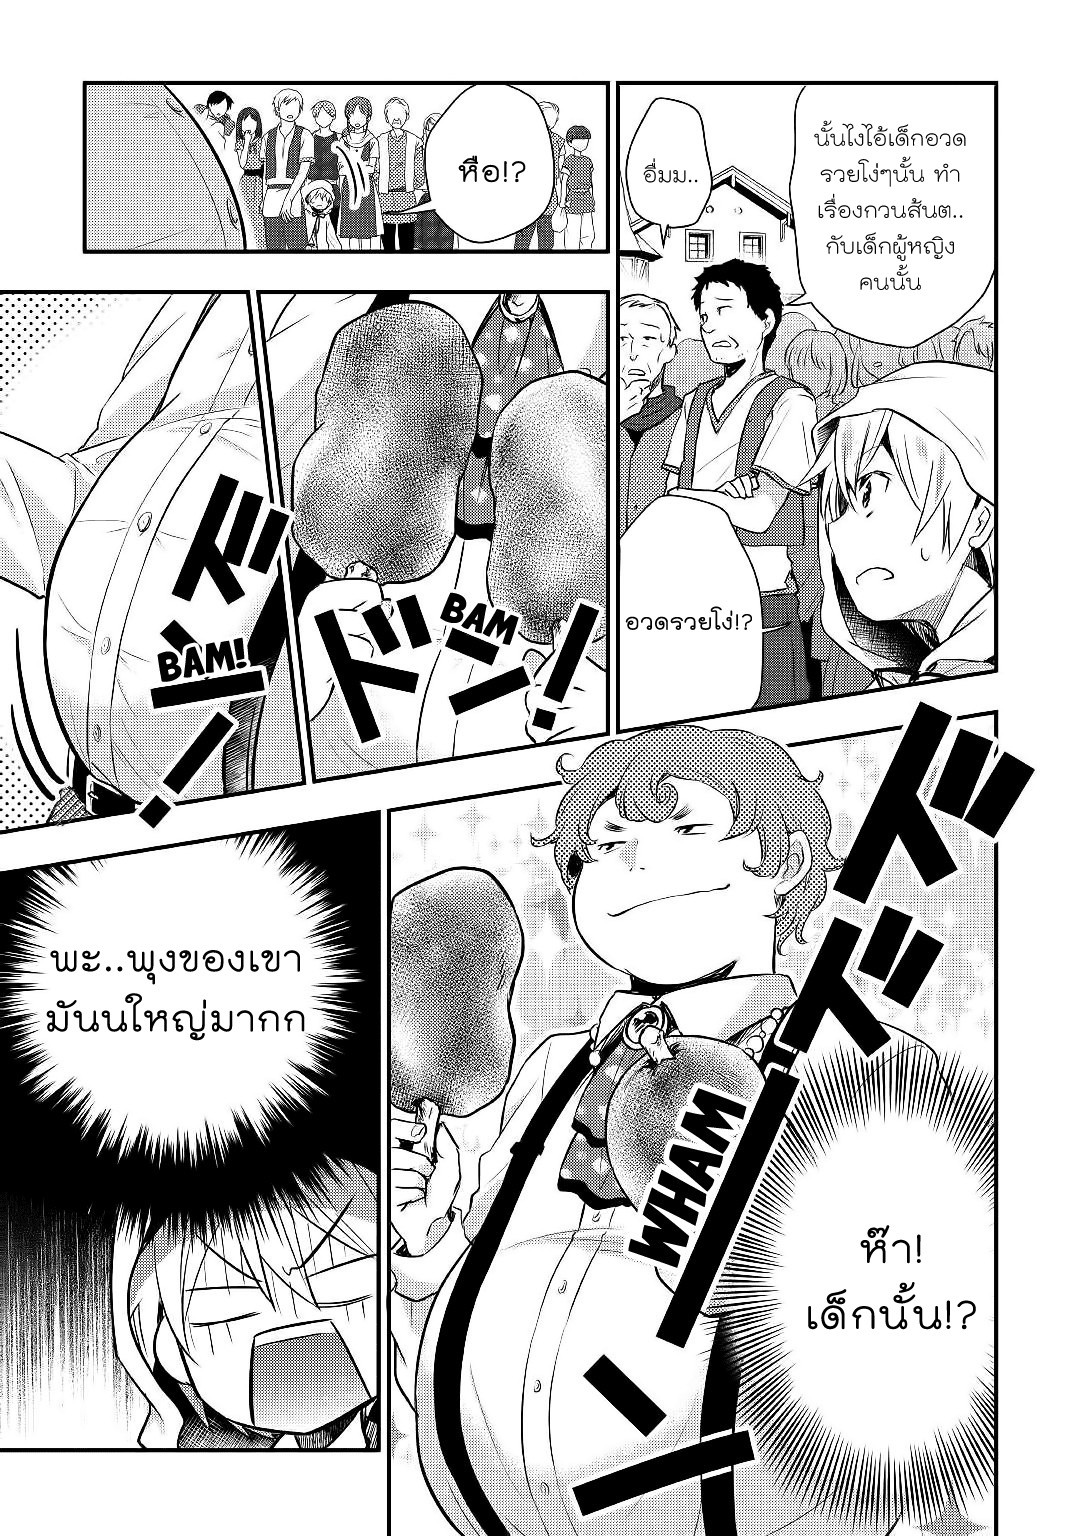 นั้นไงไอ้เด็กอวด
รวยโง่ๆนั้น ทำ
เรื่องกวนส้นต..
กับเด็กผู้หญิง
คนนั้น
อื่มม..
อวดรวยโง่!?
หือ!?
ドン!
BAM
ドン!
BAM!
ドーン
WHAM
ห๊า!
เด็กนั้น!?
พะ..พุงของเขา
มันนใหญ่มากก